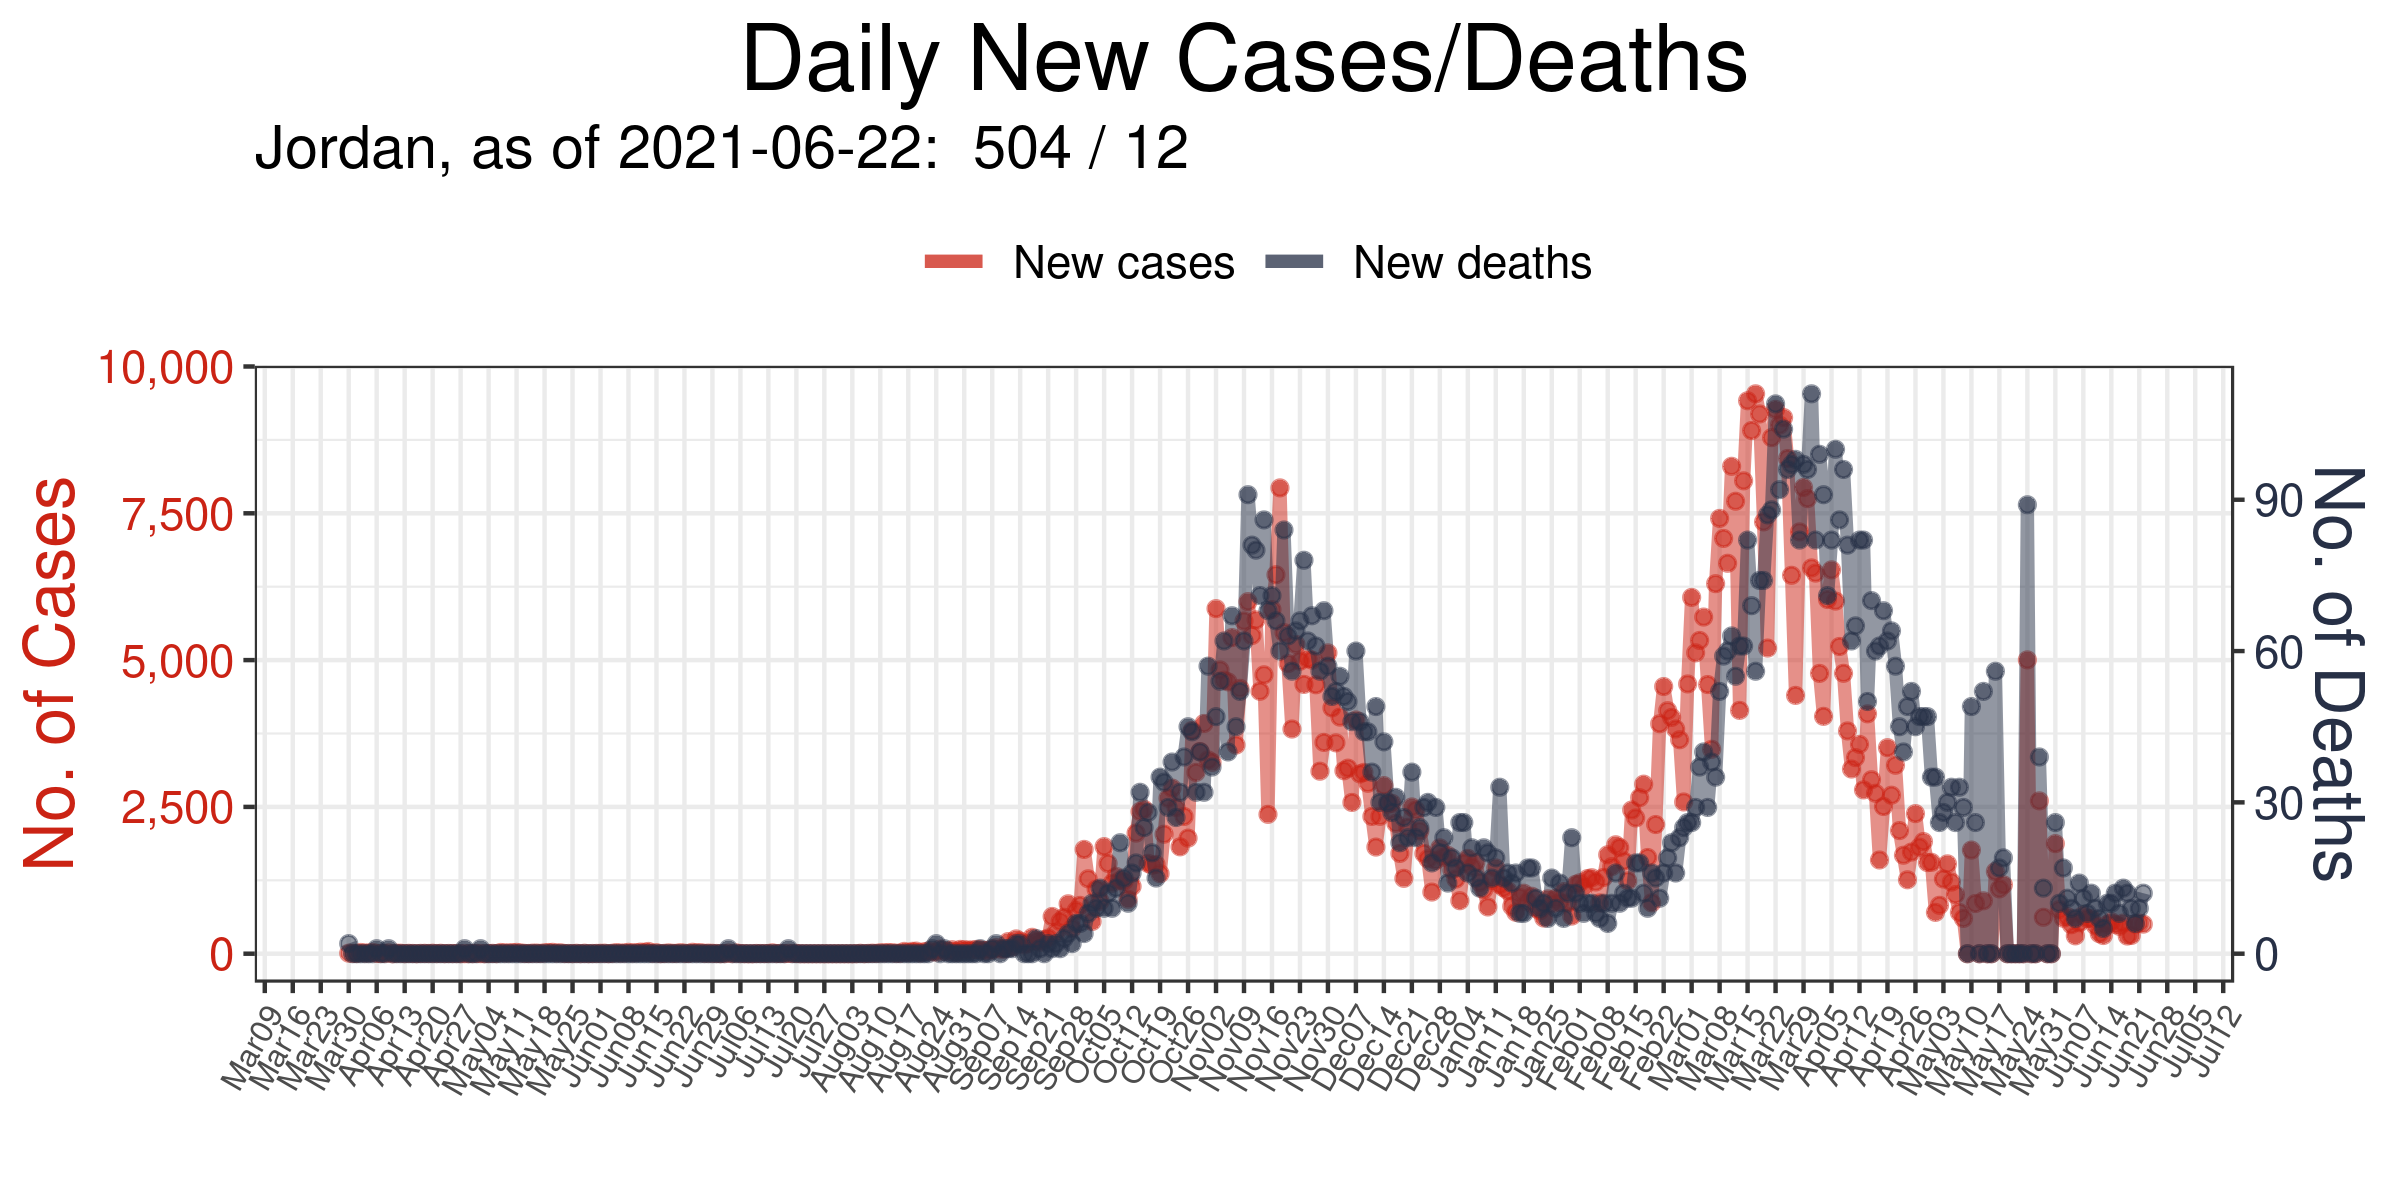 Daily New Cases/Deaths
Jordan, as of 2021-06-22:  504 / 12
New cases
New deaths
No. of Cases
10,000
7,500
5,000
2,500
0
90
60
30
0
No. of Deaths
Mar09
Mar16
Mar23
Mar30
Apr06
Apr13
Apr20
Apr27
May04
May11
May18
May25
Jun01
Jun08
Jun15
Jun22
Jun29
Jul06
Jul13
Jul20
Jul27
Aug03
Aug10
Aug17
Aug24
Aug31
Sep07
Sep14
Sep21
Sep28
Oct05
Oct12
Oct19
Oct26
Nov02
Nov09
Nov16
Nov23
Nov30
Dec07
Dec14
Dec21
Dec28
Dec04
Jan11
Jan18
Jan25
Feb01
Feb08
Feb15
Feb22
Mar01
Mar08
Mar15
Mar22
Mar29
Apr05
Apr12
Apr19
Apr26
May03
May10
May17
May24
May31
Jun07
Jun14
Jun21
Jun28
Jul05
Jul12